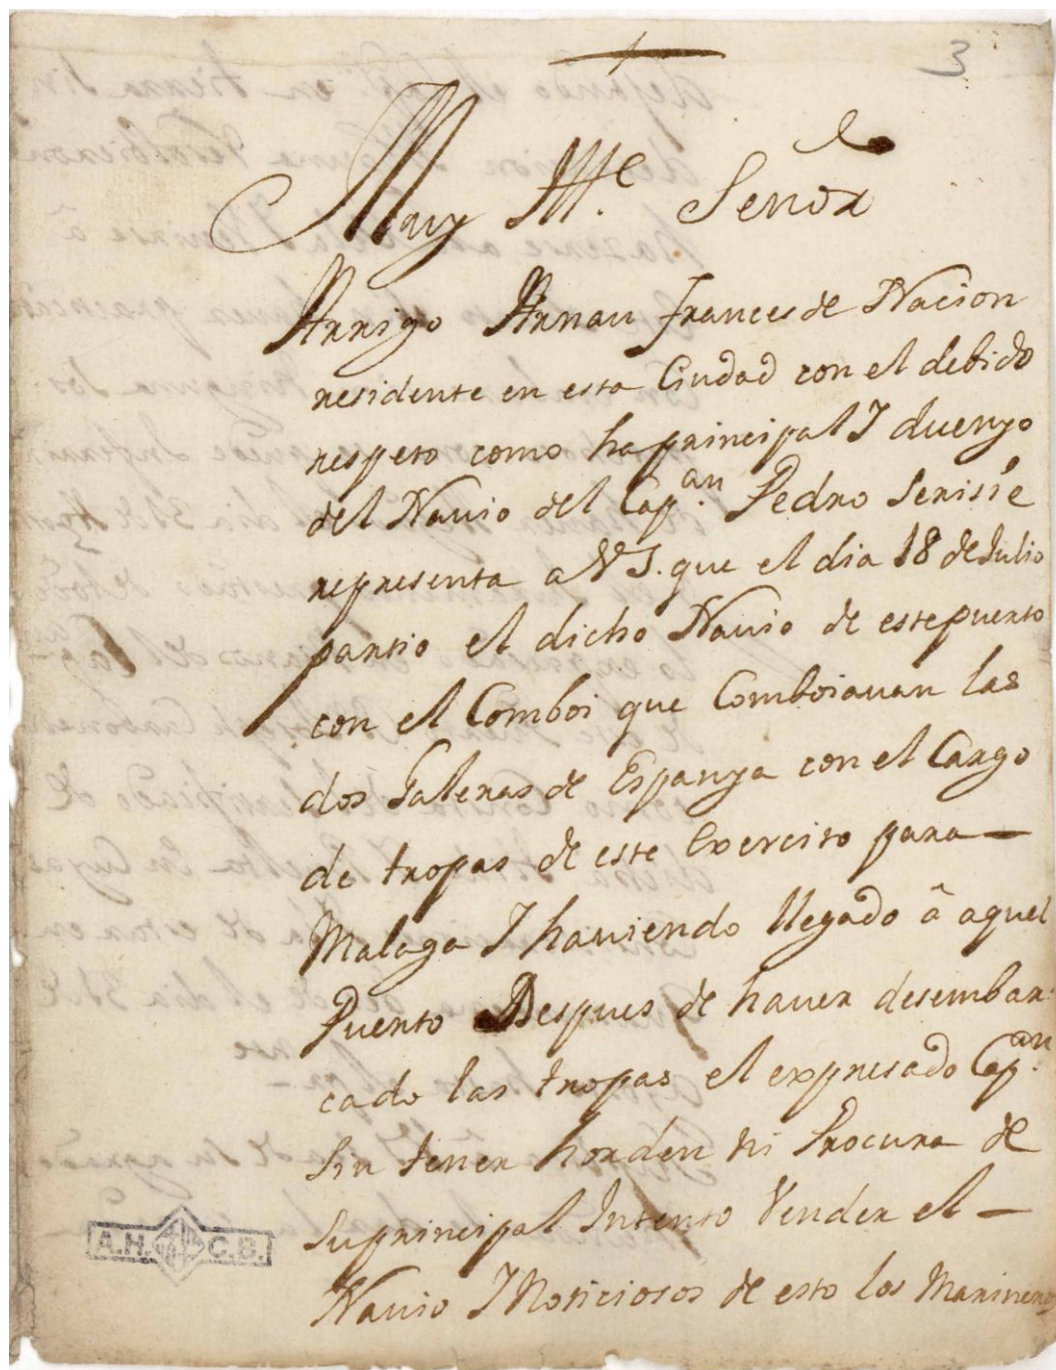 3
Muy Ill.e Señor
Arrigo Arnau frances de Nacion
residente en esta Ciudad con el debido
respeto como ha principal I duenyo
del Navio del Cap.an Pedro Serisie
representa a V S. que el dia 18 de Julio
partio el dicho Navio de este puerto
con el Comboi que Comboiavan las
dos Galeras de Espanya con el Cargo
de tropas de este Exercito para
Malaga I haviendo llegado â aquel
Puerto Despues de haver desembar:
cado las tropas el expresado Cap.an
sin tener horden ni Procura de
su principal Intento Vender el
Navio I Noticiosos de esto los Marineros
A.H. C.B.